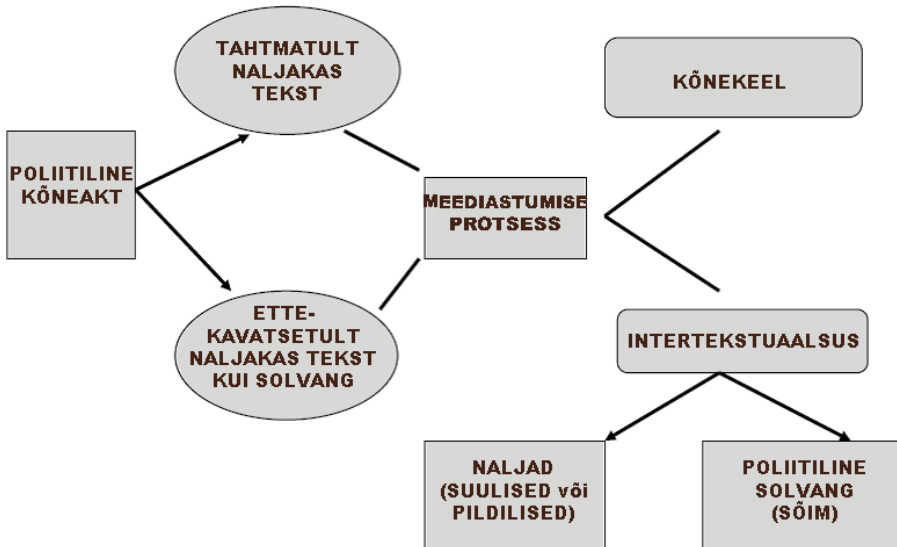 TAHTMATULT
NALJAKAS
TEKST
KÕNEKEEL
POLIITILINE
KÕNEAKT
MEEDIASTUMISE
PROTSESS
ETTE-
KAVATSETULT
NALJAKAS TEKST
KUI SOLVANG
INTERTEKSTUAALSUS
NALJAD
(SUULISED või
PILDILISED)
POLIITILINE
SOLVANG
(SÕIM)